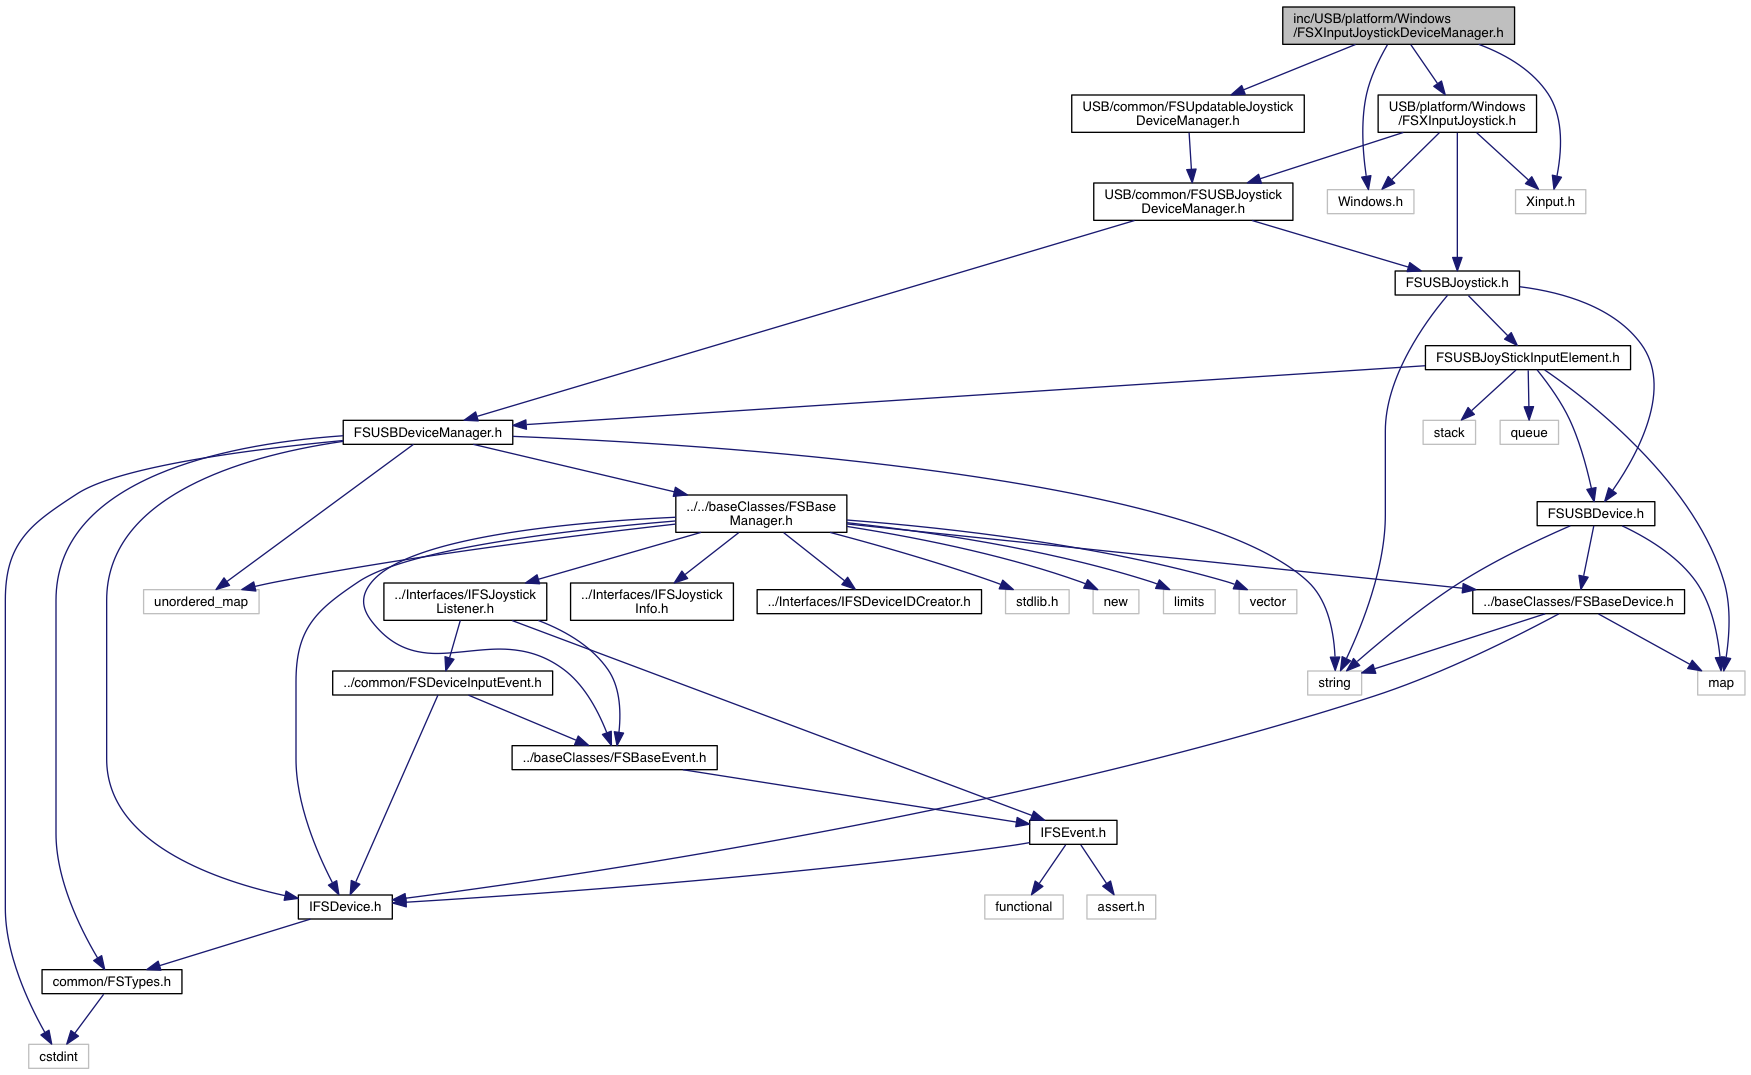 inc/USB/platform/Windows
/FSXInputJoystickDeviceManager.h
USB/common/FSUpdatableJoystick
DeviceManager.h
USB/platform/Windows
/FSXInputJoystick.h
USB/common/FSUSBJoystick
DeviceManager.h
Windows.h
Xinput.h
FSUSBJoystick.h
FSUSBJoyStickInputElement.h
FSUSBDeviceManager.h
stack
queue
../../baseClasses/FSBase
Manager.h
FSUSBDevice.h
unordered_map
../Interfaces/IFSJoystick
Listener.h
../Interfaces/IFSJoystick
Info.h
../Interfaces/IFSDeviceIDCreator.h
stdlib.h
new
limits
vector
../baseClasses/FSBaseDevice.h
../common/FSDeviceInputEvent.h
string
map
../baseClasses/FSBaseEvent.h
IFSEvent.h
IFSDevice.h
functional
assert.h
common/FSTypes.h
cstdint